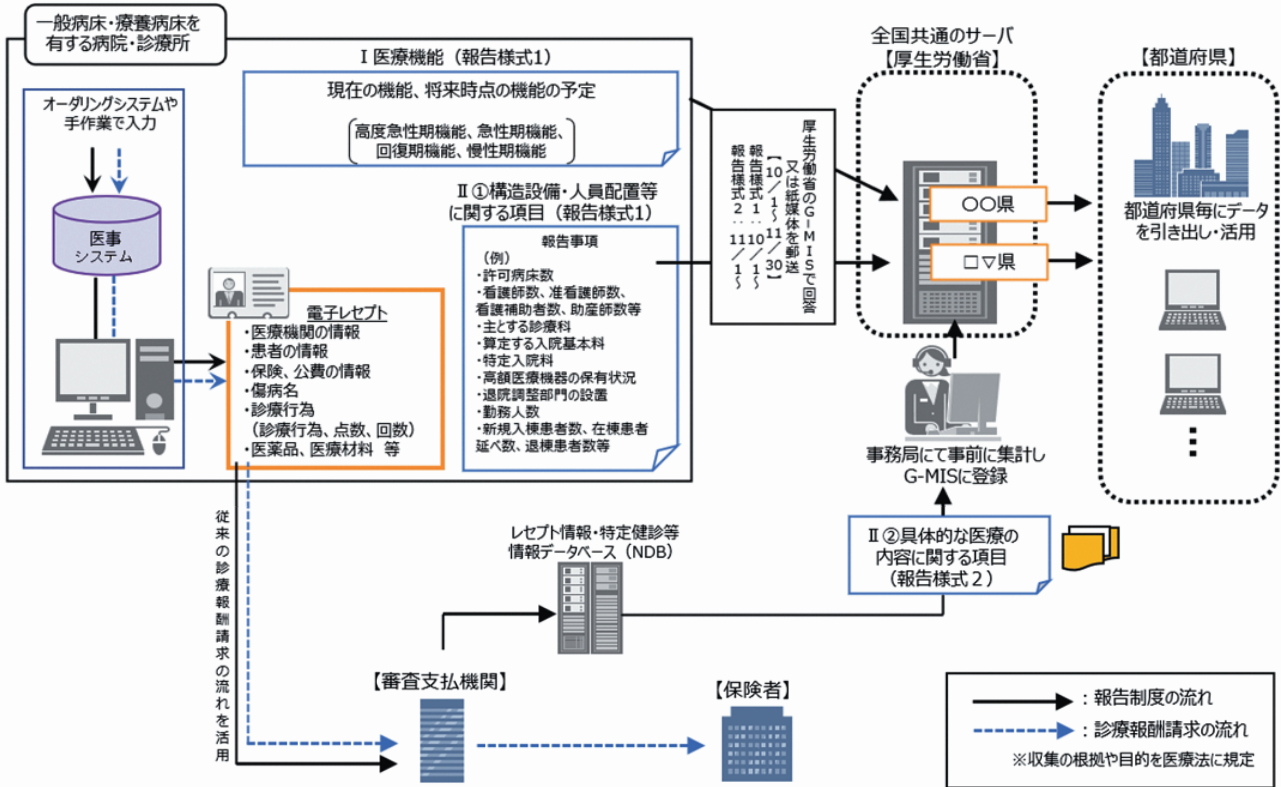 一般病床・療養病床を
有する病院・診療所
オーダリングシステムや
手作業で入力
医事
システム
Ⅰ医療機能（報告様式1）
現在の機能、将来時点の機能の予定
高度急性期機能、急性期機能、
回復期機能、慢性期機能
Ⅱ①構造設備・人員配置等
に関する項目（報告様式1）
報告事項
（例）
・許可病床数
・看護師数、准看護師数、
看護補助者数、助産師数等
・主とする診療科
・算定する入院基本料
・特定入院料
・高額医療機器の保有状況
・退院調整部門の設置
・勤務人数
・新規入棟患者数、在棟患者
延べ数、退棟患者数等
電子レセプト
・医療機関の情報
・患者の情報
・保険、公費の情報
・傷病名
・診療行為
（診療行為、点数、回数）
・医薬品、医療材料 等
厚生労働省のG-MISで回答
又は紙媒体を郵送
【10／1～11／30】
報告様式1：10／1～
報告様式2：11／1～
全国共通のサーバ
【厚生労働省】
〇〇県
□▽県
【都道府県】
都道府県毎にデータ
を引き出し・活用
事務局にて事前に集計し
G-MISに登録
Ⅱ②具体的な医療の
内容に関する項目
（報告様式２）
レセプト情報・特定健診等
情報データベース（NDB）
従来の診療報酬請求の流れを活用
【審査支払機関】
【保険者】
：報告制度の流れ
：診療報酬請求の流れ
※収集の根拠や目的を医療法に規定